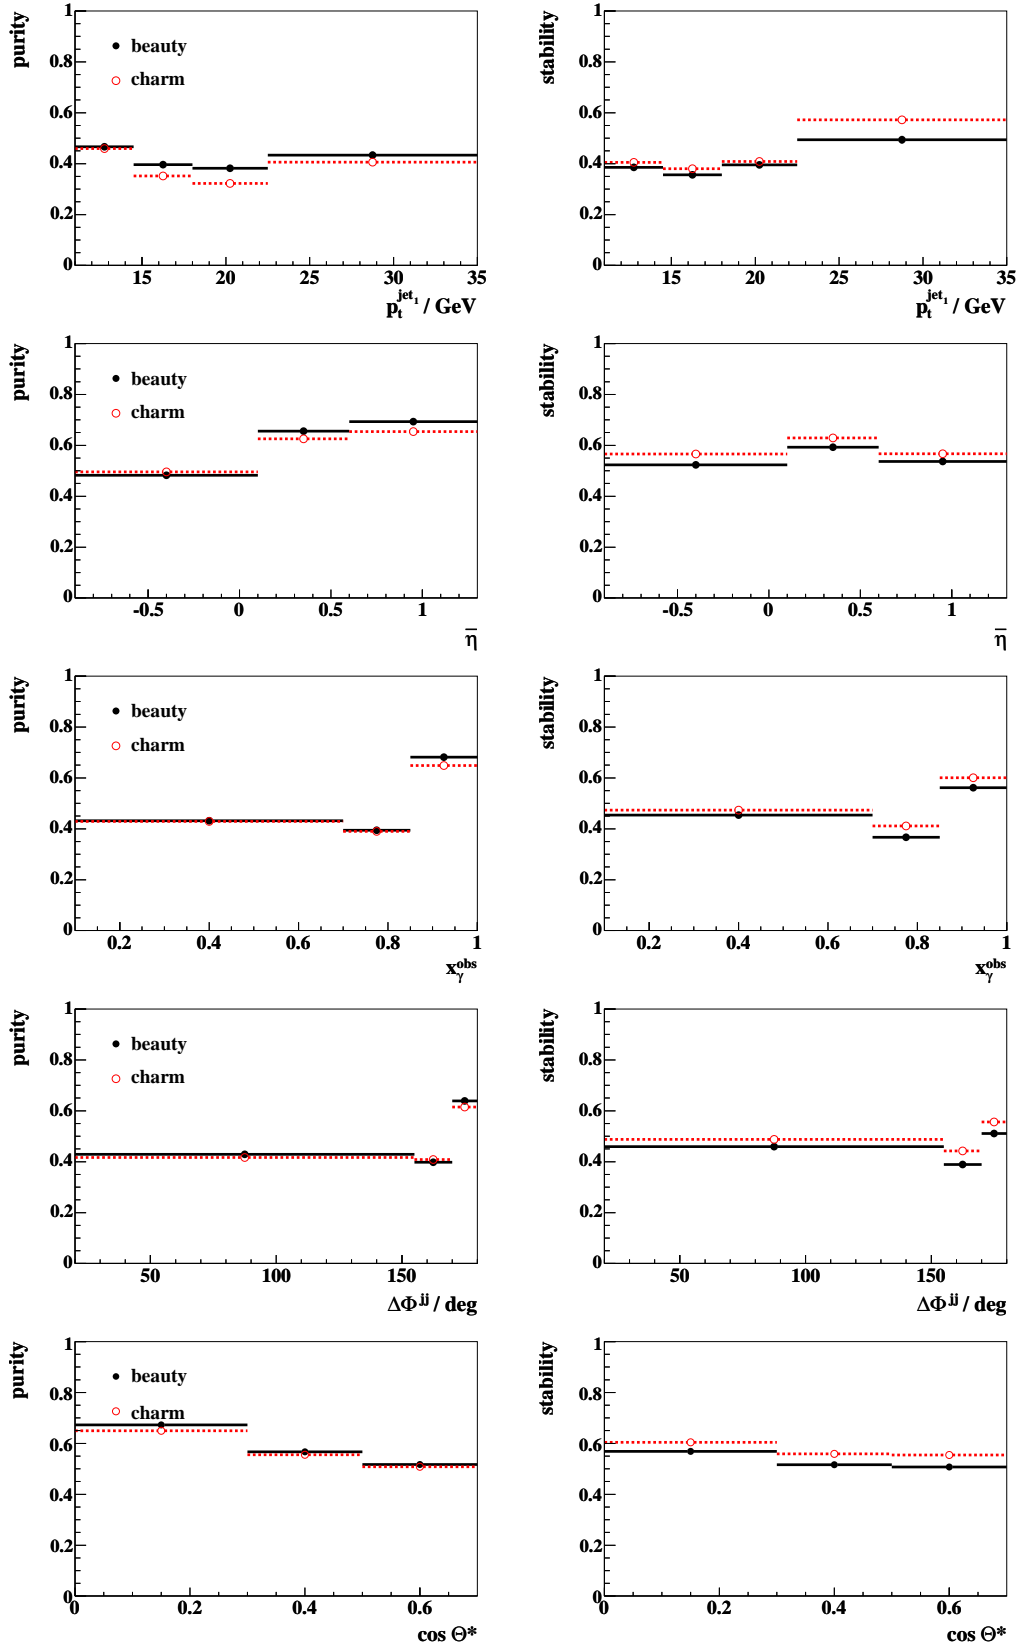 purity
1
0.8
0.6
0.4
0.2
0
beauty
charm
15 20 25 30 35
p_t^{jet_1} / GeV
stability
1
0.8
0.6
0.4
0.2
0
15 20 25 30 35
p_t^{jet_1} / GeV
purity
1
0.8
0.6
0.4
0.2
0
beauty
charm
-0.5 0 0.5 1
η̅
stability
1
0.8
0.6
0.4
0.2
0
-0.5 0 0.5 1
η̅
purity
1
0.8
0.6
0.4
0.2
0
beauty
charm
0.2 0.4 0.6 0.8 1
x_γ^{obs}
stability
1
0.8
0.6
0.4
0.2
0
0.2 0.4 0.6 0.8 1
x_γ^{obs}
purity
1
0.8
0.6
0.4
0.2
0
beauty
charm
50 100 150
ΔΦ^{jj} / deg
stability
1
0.8
0.6
0.4
0.2
0
50 100 150
ΔΦ^{jj} / deg
purity
1
0.8
0.6
0.4
0.2
0
beauty
charm
0 0.2 0.4 0.6
cos Θ*
stability
1
0.8
0.6
0.4
0.2
0
0 0.2 0.4 0.6
cos Θ*